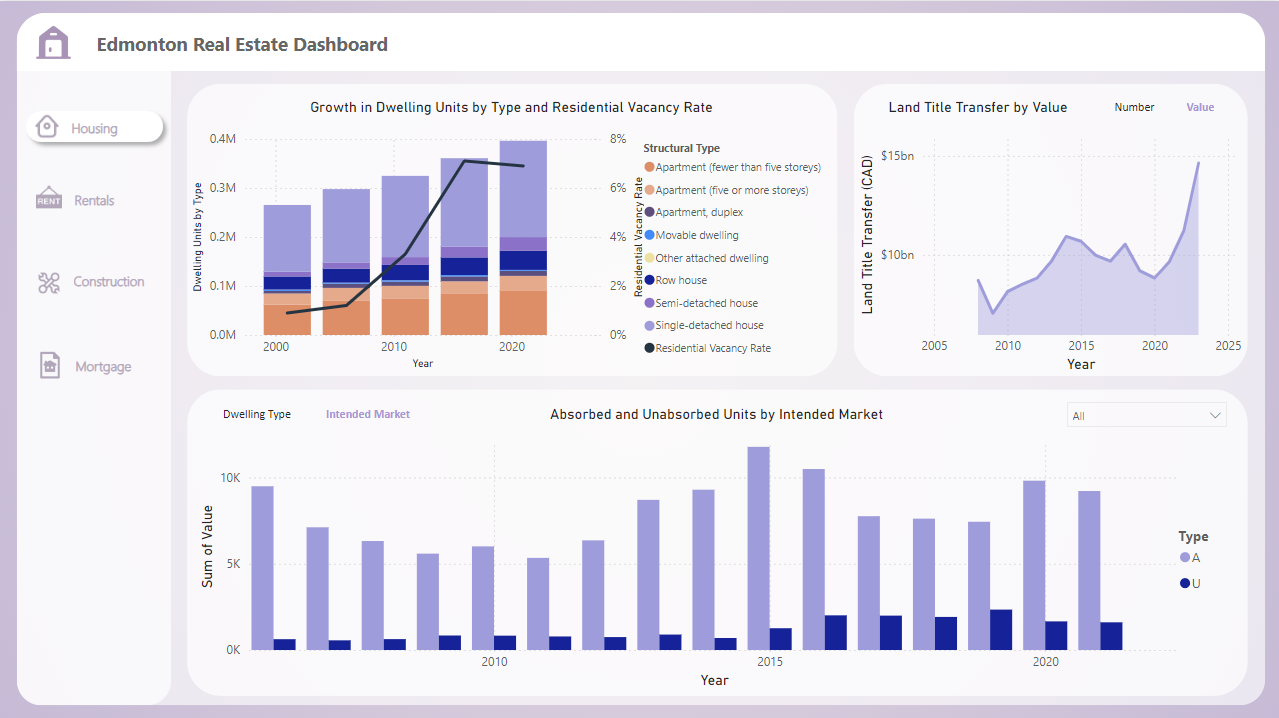 Edmonton Real Estate Dashboard
Housing
RENT
Rentals
Construction
Mortgage
Growth in Dwelling Units by Type and Residential Vacancy Rate
Dwelling Units by Type
0.4M
0.3M
0.2M
0.1M
0.0M
8%
6%
4%
2%
0%
Residential Vacancy Rate
2000
2010
2020
Year
Structural Type
Apartment (fewer than five storeys)
Apartment (five or more storeys)
Apartment, duplex
Movable dwelling
Other attached dwelling
Row house
Semi-detached house
Single-detached house
Residential Vacancy Rate
Land Title Transfer by Value
Number
Value
Land Title Transfer (CAD)
$15bn
$10bn
2005
2010
2015
2020
2025
Year
Dwelling Type
Intended Market
Absorbed and Unabsorbed Units by Intended Market
All
Sum of Value
10K
5K
0K
2010
2015
2020
Year
Type
A
U